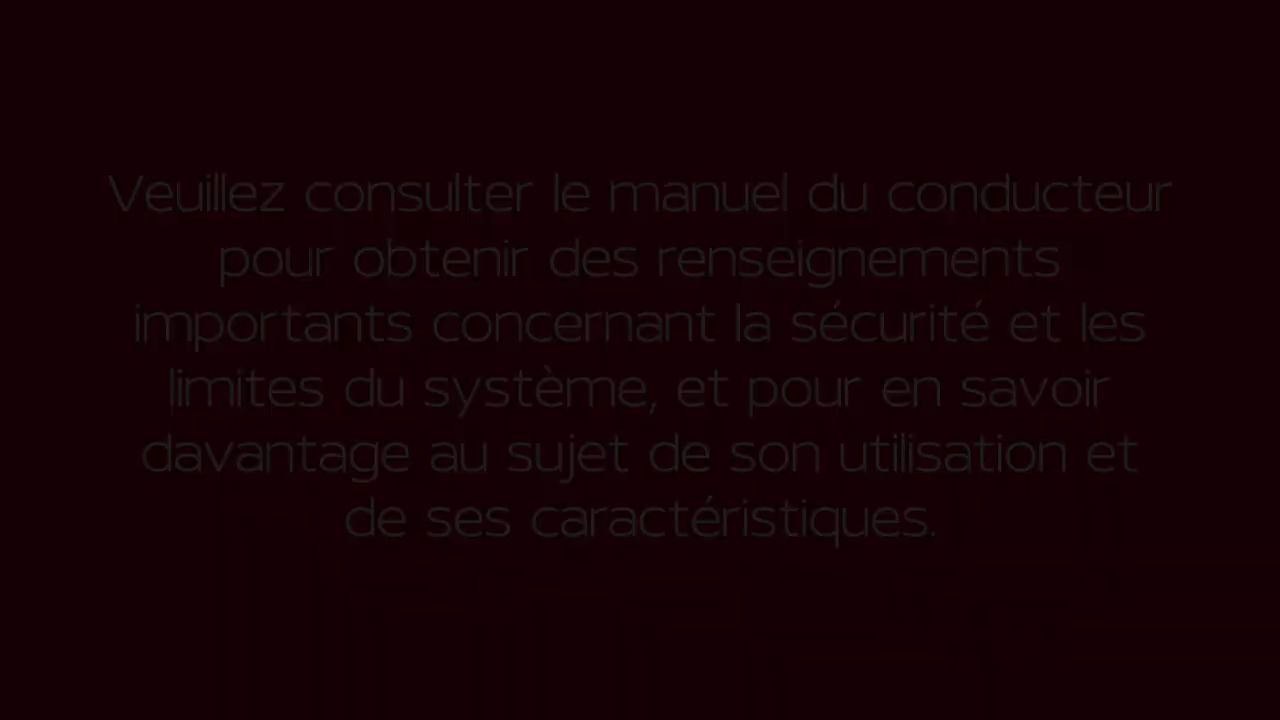 Veuillez consulter le manuel du conducteur
pour obtenir des renseignements
importants concernant la sécurité et les
limites du système, et pour en savoir
davantage au sujet de son utilisation et
de ses caractéristiques.